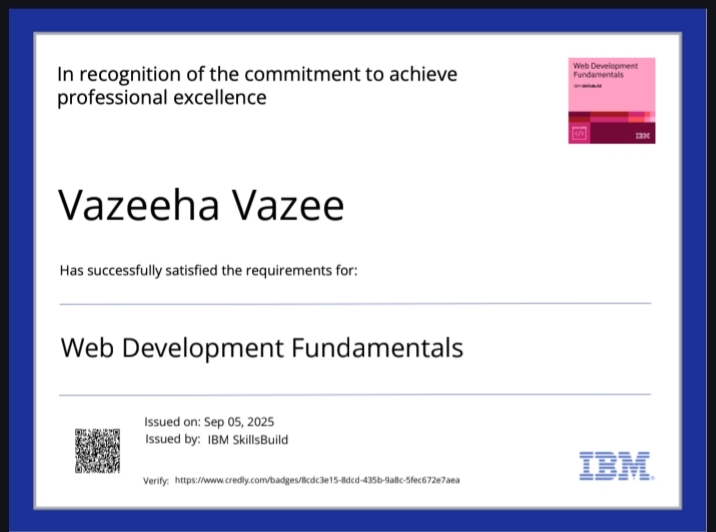 In recognition of the commitment to achieve
professional excellence
Web Development
Fundamentals
IBM
Vazeeha Vazee
Has successfully satisfied the requirements for:
Web Development Fundamentals
Issued on: Sep 05, 2025
Issued by: IBM SkillsBuild
Verify: https://www.credly.com/badges/8cdc3e15-8dcd-435b-9a8c-5fec672e7aea
IBM